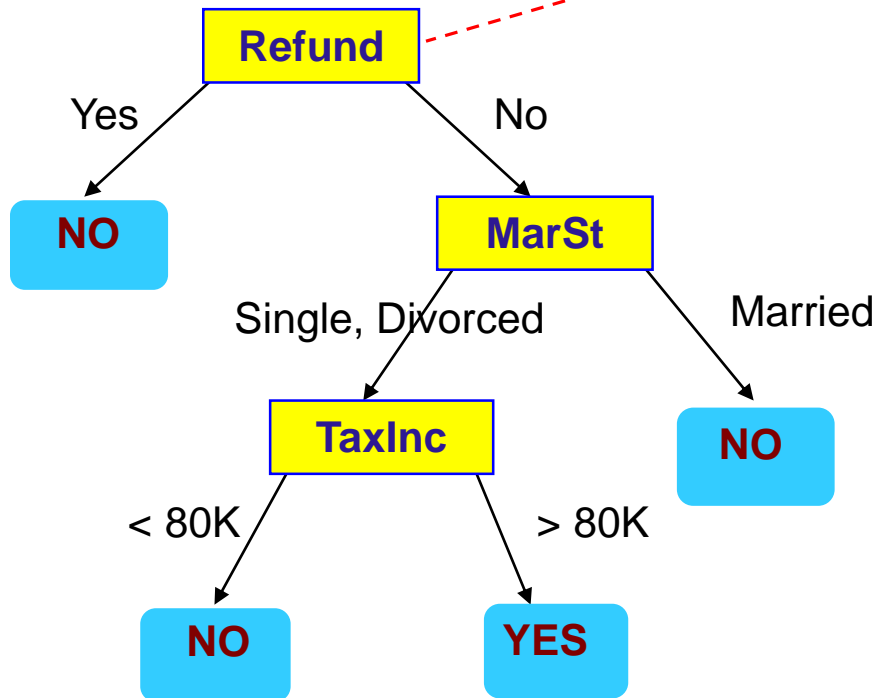 Refund
Yes
No
NO
MarSt
Single, Divorced
Married
TaxInc
NO
< 80K
> 80K
NO
YES